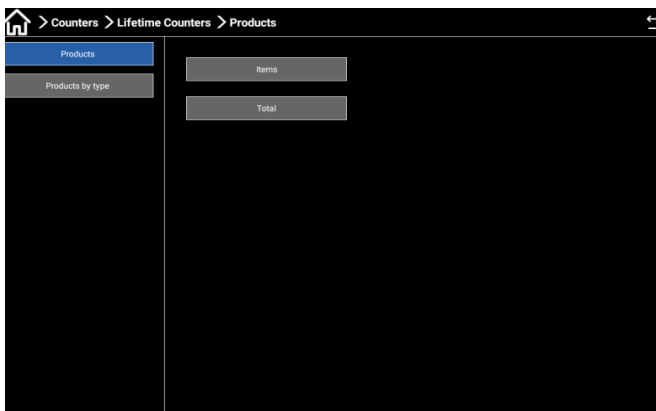 Counters Lifetime Counters Products
Products
Products by type
Items
Total